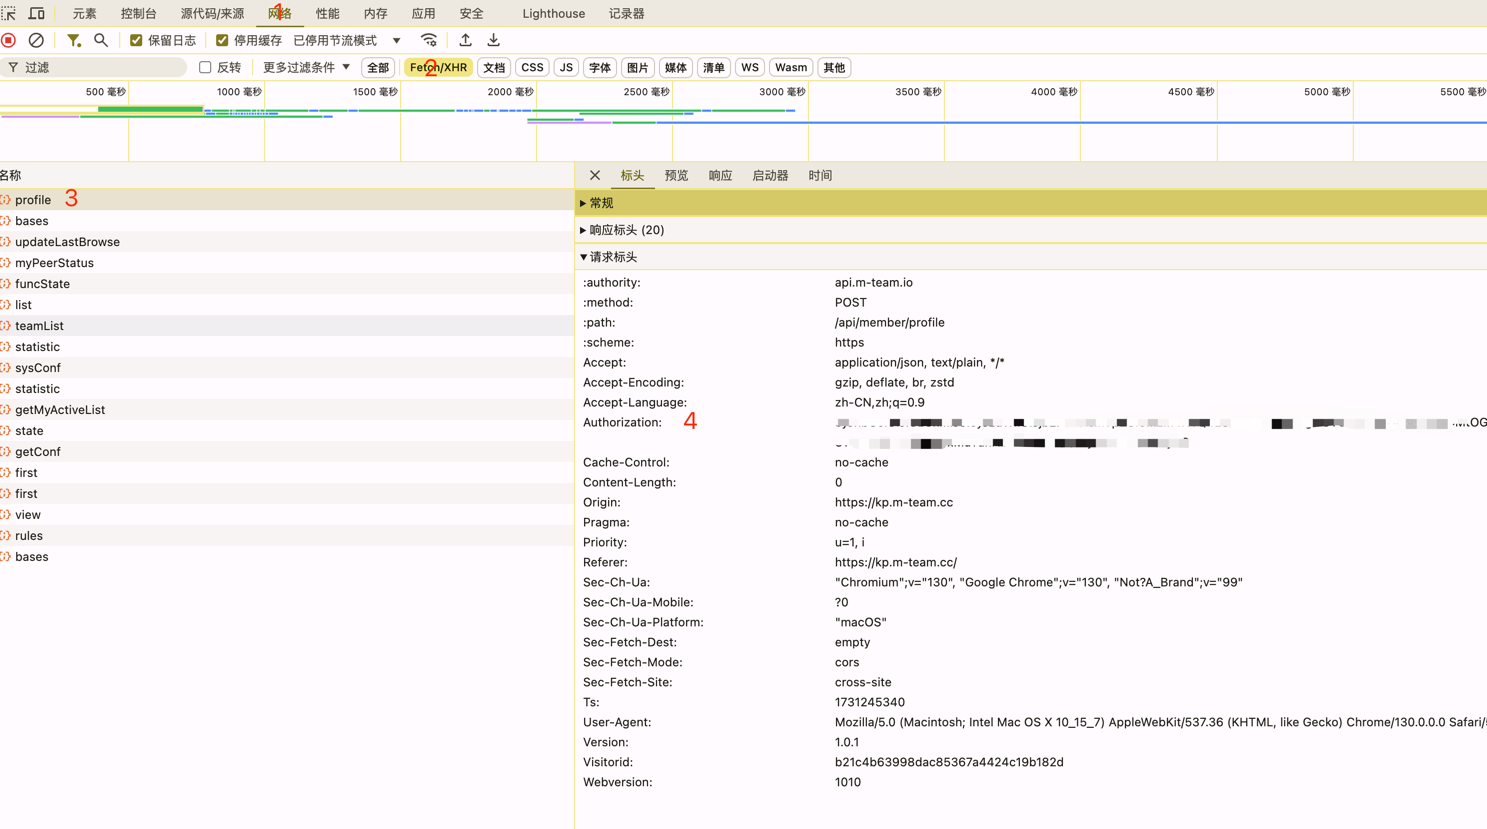 元素 控制台 源代码/来源 网络 1 性能 内存 应用 安全 Lighthouse 记录器
保留日志 停用缓存 已停用节流模式
过滤 反转 更多过滤条件 全部 Fetch/XHR 2 文档 CSS JS 字体 图片 媒体 清单 WS Wasm 其他
500 毫秒 1000 毫秒 1500 毫秒 2000 毫秒 2500 毫秒 3000 毫秒 3500 毫秒 4000 毫秒 4500 毫秒 5000 毫秒 5500 毫秒
名称
profile 3
bases
updateLastBrowse
myPeerStatus
funcState
list
teamList
statistic
sysConf
statistic
getMyActiveList
state
getConf
first
first
view
rules
bases
标头 预览 响应 启动器 时间
常规
响应标头 (20)
请求标头
:authority: api.m-team.io
:method: POST
:path: /api/member/profile
:scheme: https
Accept: application/json, text/plain, */*
Accept-Encoding: gzip, deflate, br, zstd
Accept-Language: zh-CN,zh;q=0.9
Authorization: 4
Cache-Control: no-cache
Content-Length: 0
Origin: https://kp.m-team.cc
Pragma: no-cache
Priority: u=1, i
Referer: https://kp.m-team.cc/
Sec-Ch-Ua: "Chromium";v="130", "Google Chrome";v="130", "Not?A_Brand";v="99"
Sec-Ch-Ua-Mobile: ?0
Sec-Ch-Ua-Platform: "macOS"
Sec-Fetch-Dest: empty
Sec-Fetch-Mode: cors
Sec-Fetch-Site: cross-site
Ts: 1731245340
User-Agent: Mozilla/5.0 (Macintosh; Intel Mac OS X 10_15_7) AppleWebKit/537.36 (KHTML, like Gecko) Chrome/130.0.0.0 Safari/
Version: 1.0.1
Visitorid: b21c4b63998dac85367a4424c19b182d
Webversion: 1010